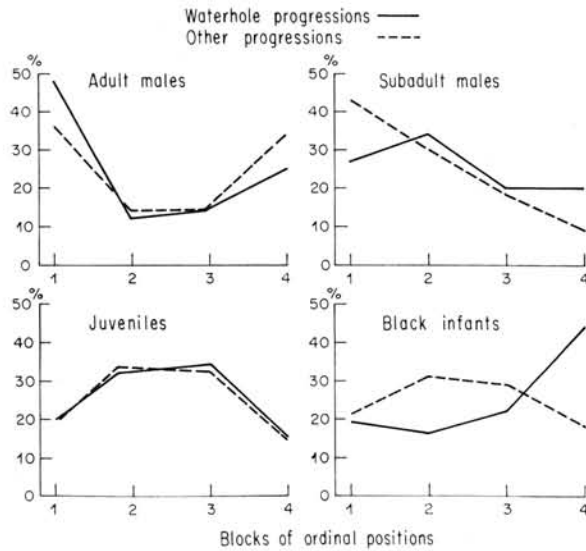 Waterhole progressions
Other progressions
%
50
40
30
20
10
0
Adult males
1 2 3 4
%
50
40
30
20
10
0
Subadult males
1 2 3 4
%
50
40
30
20
10
0
Juveniles
1 2 3 4
%
50
40
30
20
10
0
Black infants
1 2 3 4
Blocks of ordinal positions